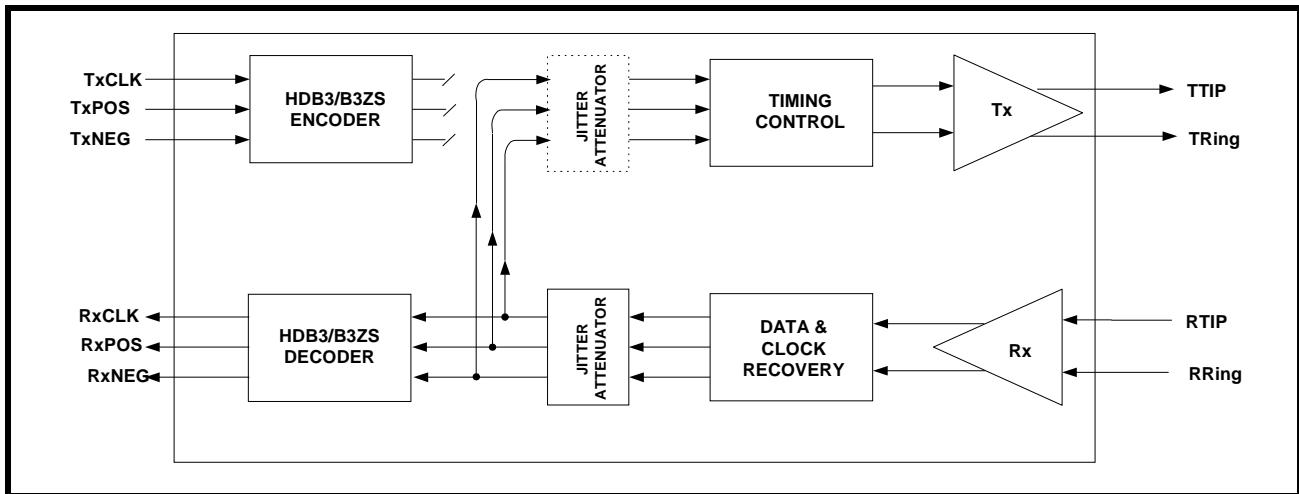 TxCLK
TxPOS
TxNEG
HDB3/B3ZS
ENCODER
JITTER
ATTENUATOR
TIMING
CONTROL
Tx
TTIP
TRing
RxCLK
RxPOS
RxNEG
HDB3/B3ZS
DECODER
JITTER
ATTENUATOR
DATA &
CLOCK
RECOVERY
Rx
RTIP
RRing